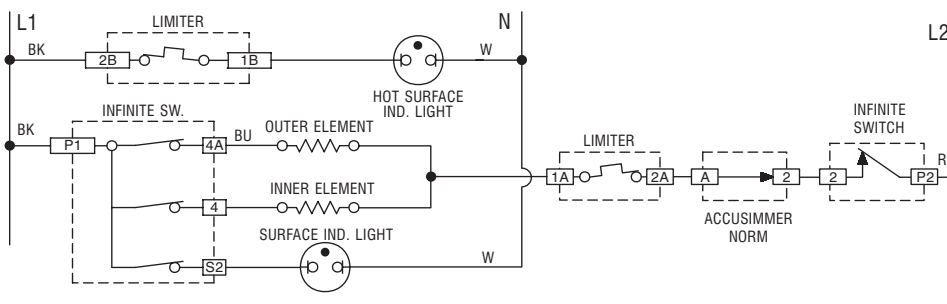 L1
N
L2
LIMITER
BK
2B
1B
W
HOT SURFACE
IND. LIGHT
INFINITE SW.
BK
P1
4A
BU
OUTER ELEMENT
LIMITER
INFINITE
SWITCH
1A
2A
A
2
2
P2
R
INNER ELEMENT
4
ACCUSIMMER
NORM
SURFACE IND. LIGHT
S2
W